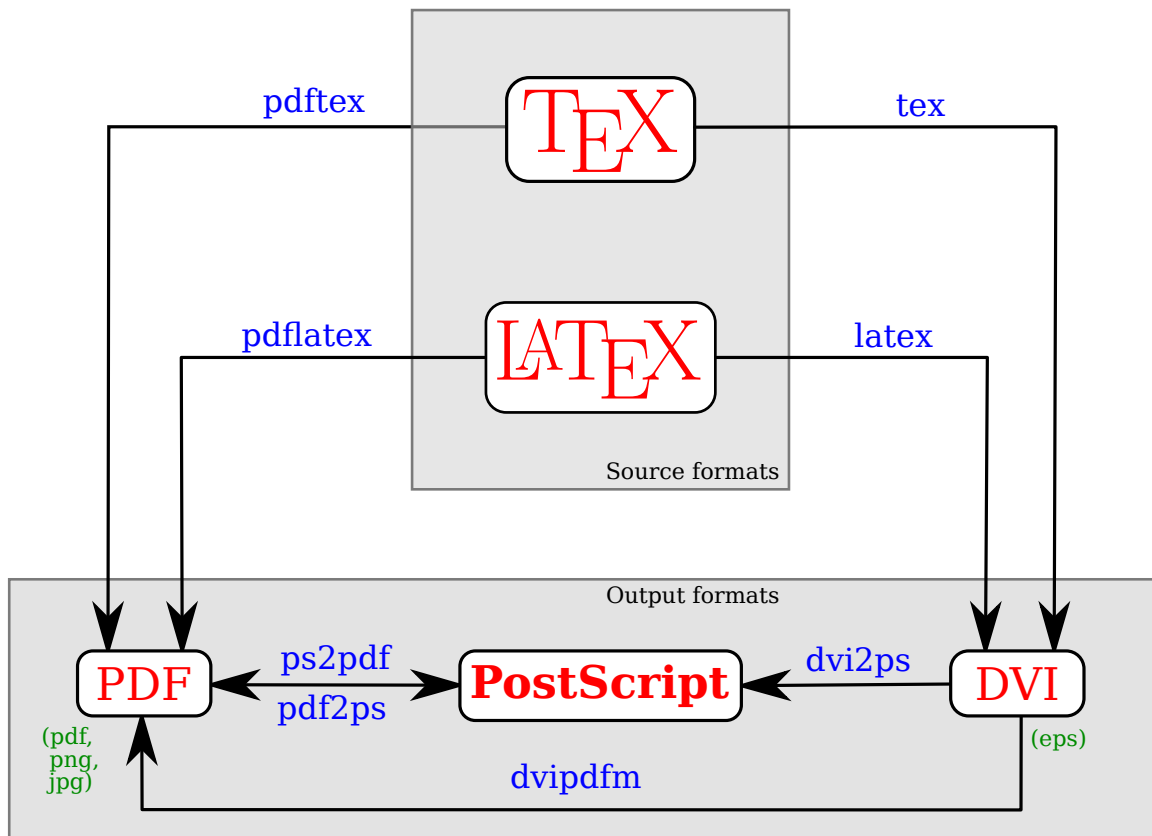 pdftex
TEX
tex
pdflatex
LATEX
latex
Source formats
Output formats
PDF
ps2pdf
pdf2ps
PostScript
dvi2ps
DVI
(pdf,
png,
jpg)
(eps)
dvipdfm